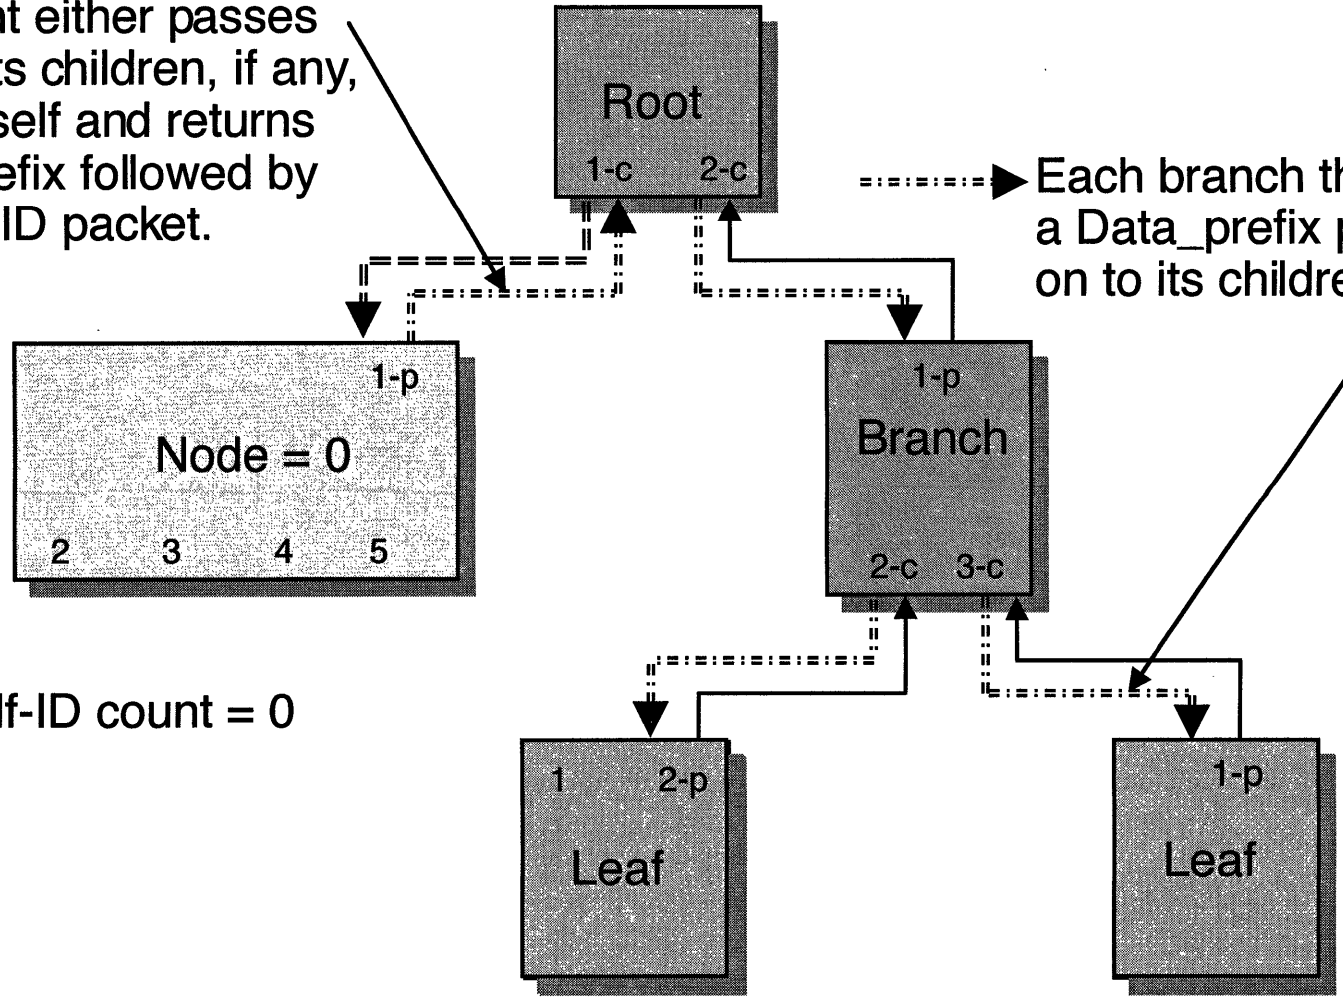 nt either passes
ts children, if any,
self and returns
efix followed by
ID packet.
Root
1-c 2-c
Each branch th
a Data_prefix p
on to its childre
1-p
Node = 0
2 3 4 5
1-p
Branch
2-c 3-c
lf-ID count = 0
1 2-p
Leaf
1-p
Leaf